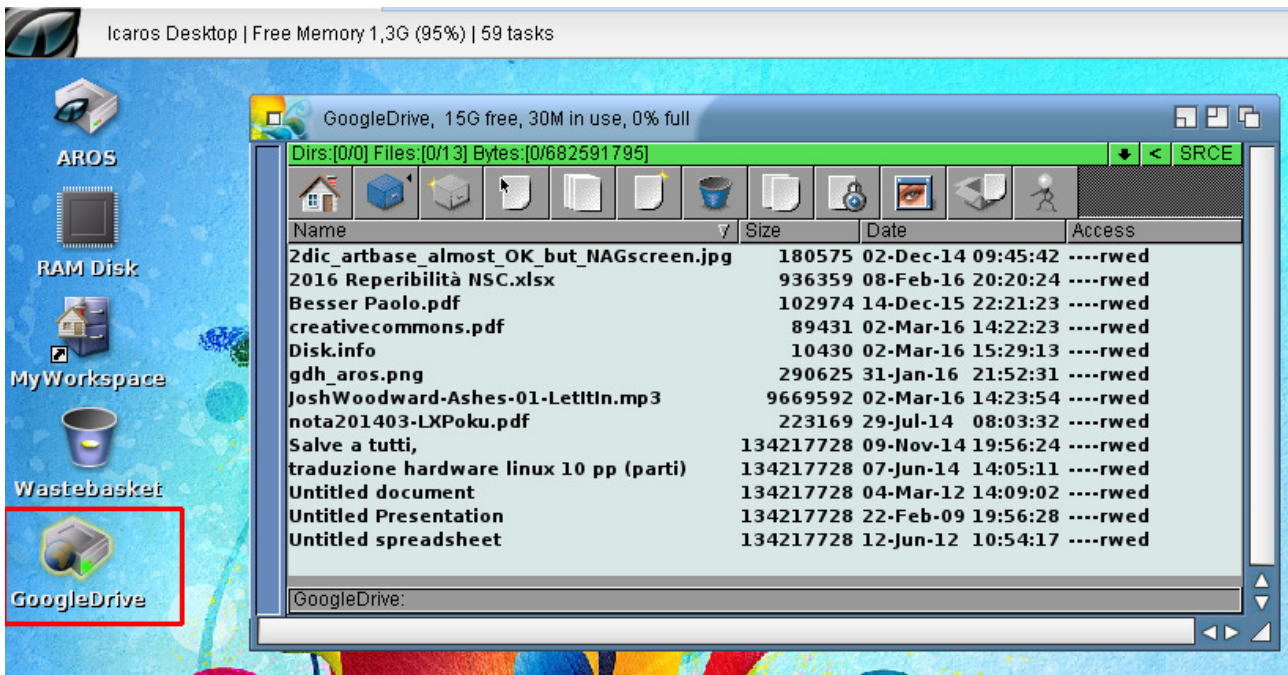 Icaros Desktop | Free Memory 1,3G (95%) | 59 tasks
AROS
RAM Disk
MyWorkspace
Wastebasket
GoogleDrive
GoogleDrive, 15G free, 30M in use, 0% full
Dirs:[0/0] Files:[0/13] Bytes:[0/682591795] < SRCE
Name Size Date Access
2dic_artbase_almost_OK_but_NAGscreen.jpg 180575 02-Dec-14 09:45:42 ----rwed
2016 Reperibilità NSC.xlsx 936359 08-Feb-16 20:20:24 ----rwed
Besser Paolo.pdf 102974 14-Dec-15 22:21:23 ----rwed
creativecommons.pdf 89431 02-Mar-16 14:22:23 ----rwed
Disk.info 10430 02-Mar-16 15:29:13 ----rwed
gdh_aros.png 290625 31-Jan-16 21:52:31 ----rwed
JoshWoodward-Ashes-01-LetItIn.mp3 9669592 02-Mar-16 14:23:54 ----rwed
nota201403-LXPoku.pdf 223169 29-Jul-14 08:03:32 ----rwed
Salve a tutti, 134217728 09-Nov-14 19:56:24 ----rwed
traduzione hardware linux 10 pp (parti) 134217728 07-Jun-14 14:05:11 ----rwed
Untitled document 134217728 04-Mar-12 14:09:02 ----rwed
Untitled Presentation 134217728 22-Feb-09 19:56:28 ----rwed
Untitled spreadsheet 134217728 12-Jun-12 10:54:17 ----rwed
GoogleDrive: